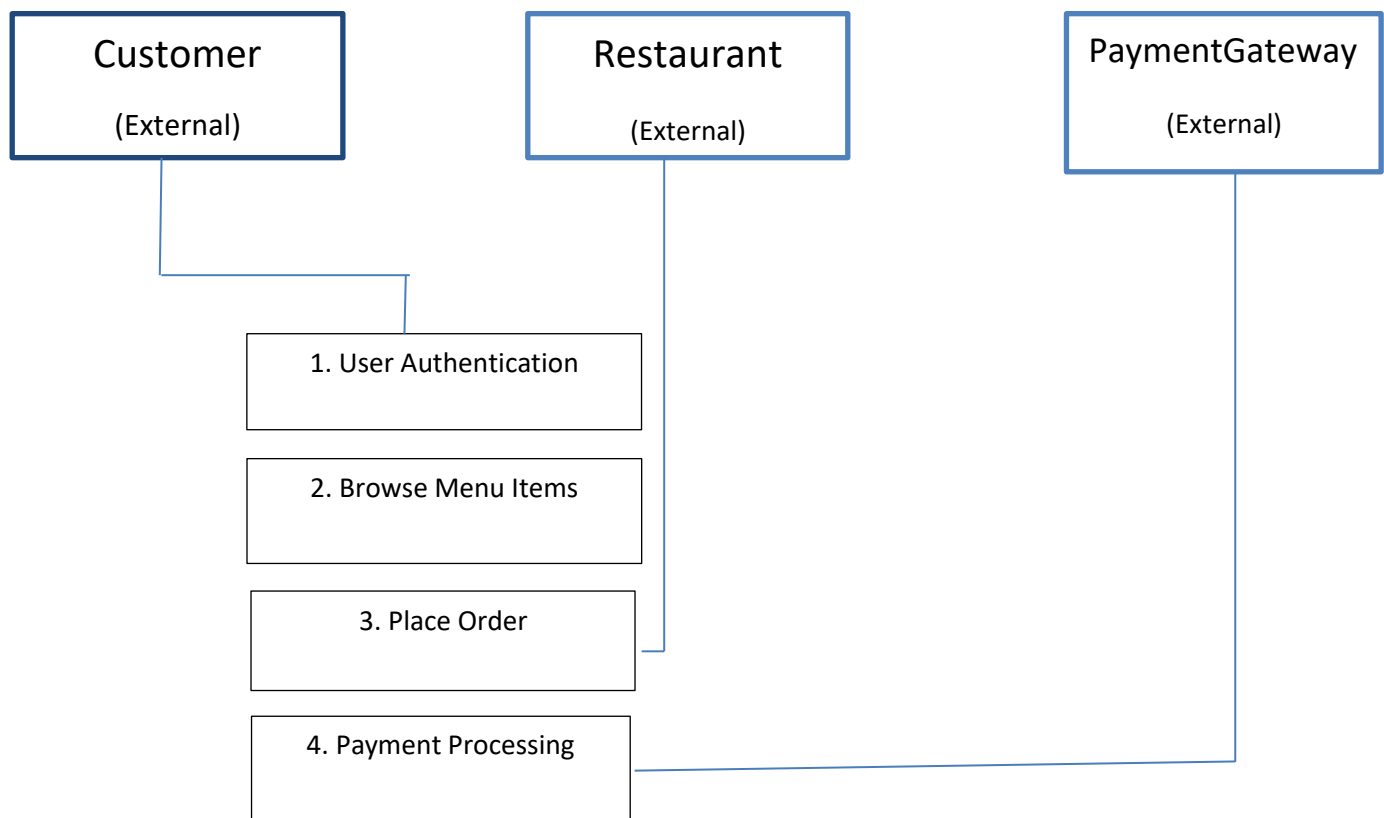 Customer
(External)
Restaurant
(External)
PaymentGateway
(External)
1. User Authentication
2. Browse Menu Items
3. Place Order
4. Payment Processing